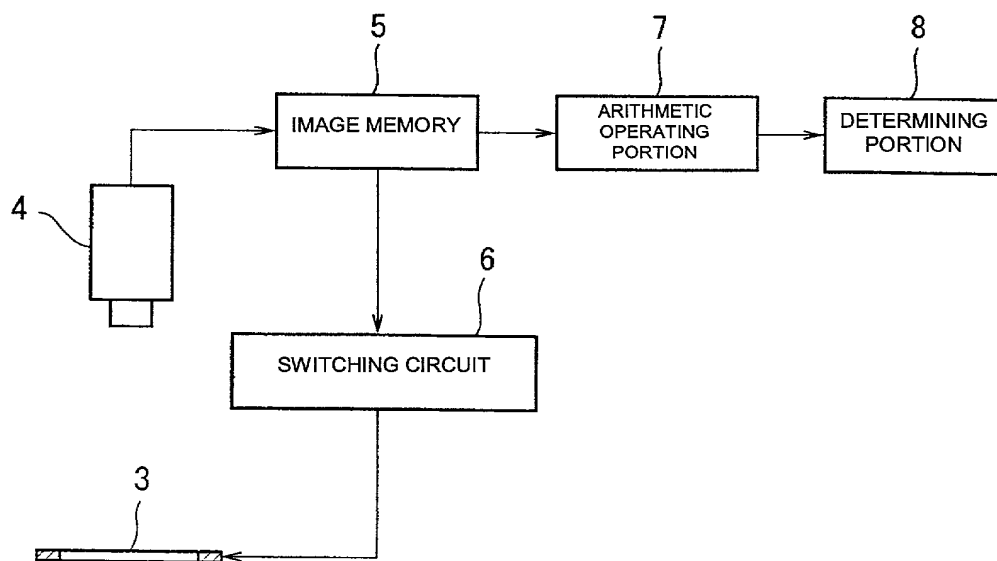 5
7
8
IMAGE MEMORY
ARITHMETIC
OPERATING
PORTION
DETERMINING
PORTION
4
6
SWITCHING CIRCUIT
3